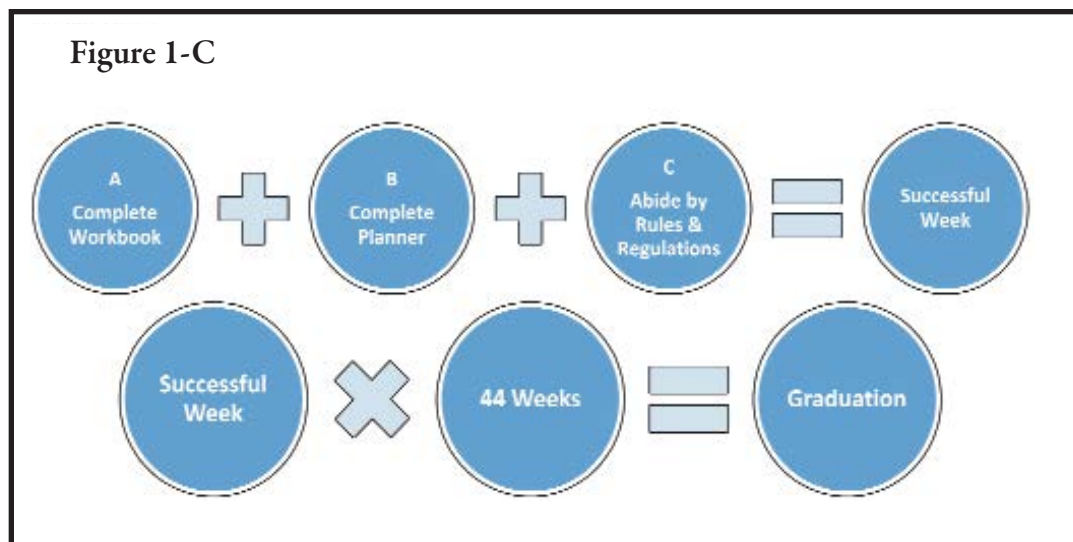 Figure 1-C
A
Complete
Workbook
B
Complete
Planner
C
Abide by
Rules &
Regulations
Successful
Week
Successful
Week
44 Weeks
Graduation